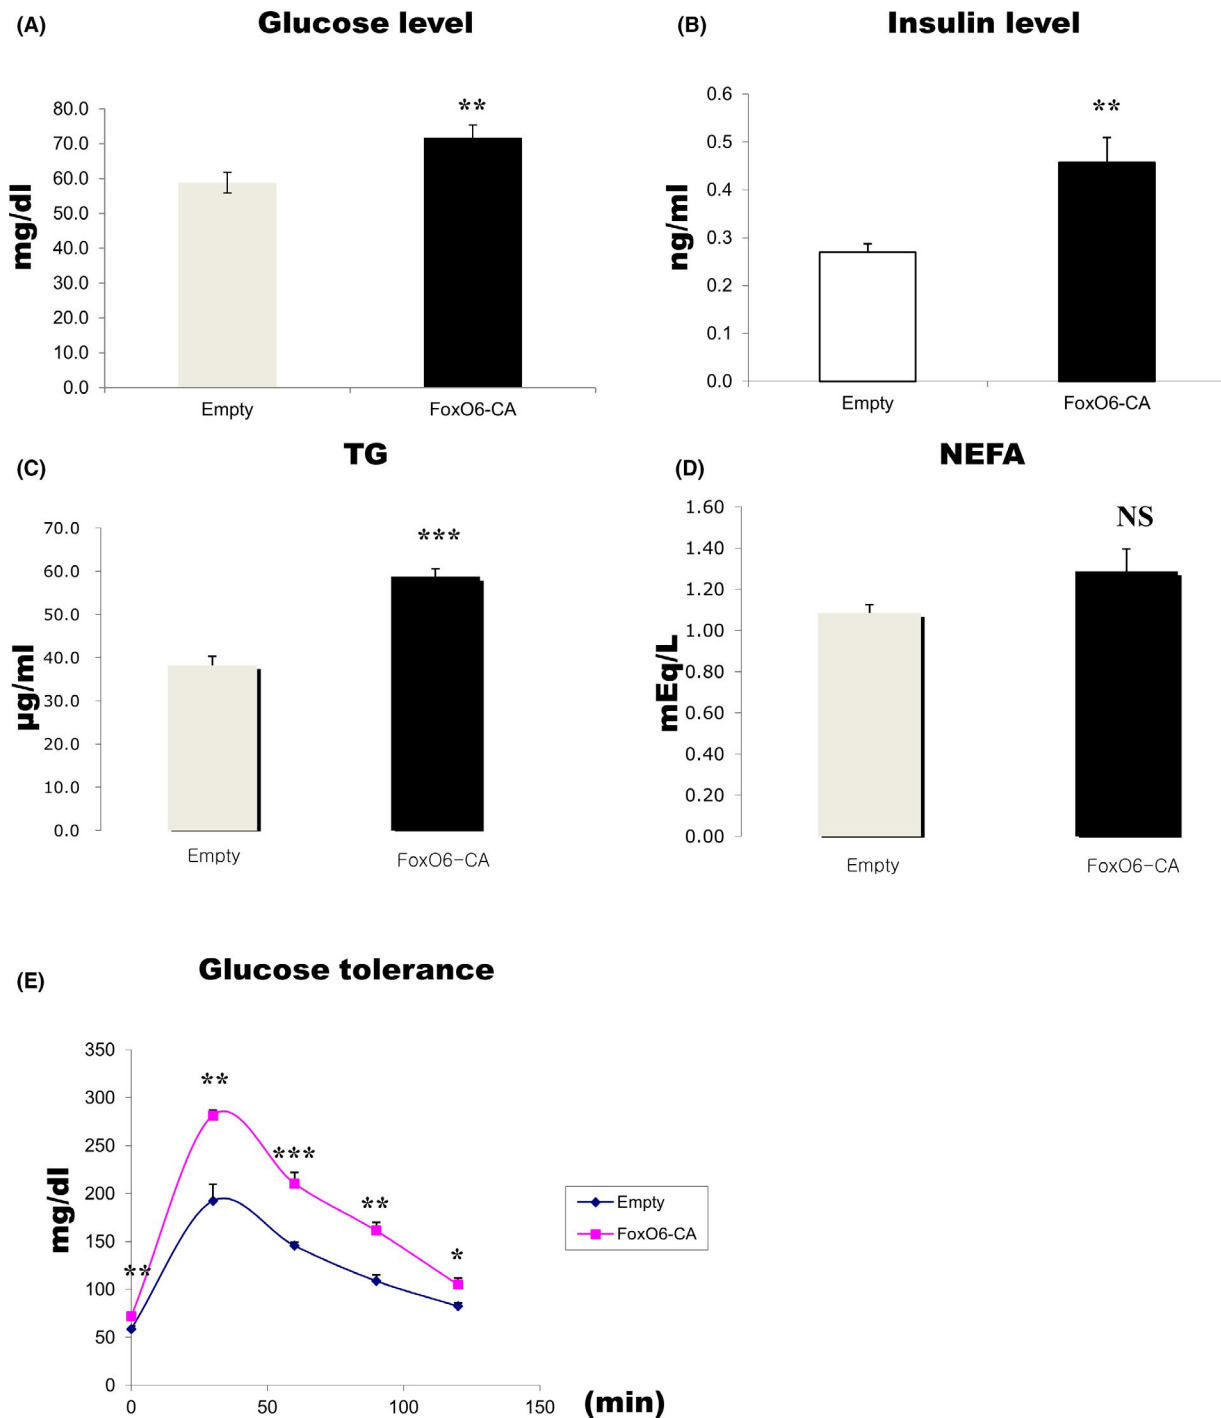 (A) Glucose level
80.0
70.0
60.0
50.0
40.0
30.0
20.0
10.0
0.0
mg/dl
**
Empty FoxO6-CA
(B) Insulin level
0.6
0.5
0.4
0.3
0.2
0.1
0.0
ng/ml
**
Empty FoxO6-CA
(C) TG
70.0
60.0
50.0
40.0
30.0
20.0
10.0
0.0
µg/ml
***
Empty FoxO6-CA
(D) NEFA
1.60
1.40
1.20
1.00
0.80
0.60
0.40
0.20
0.00
mEq/L
NS
Empty FoxO6-CA
(E) Glucose tolerance
350
300
250
200
150
100
50
0
mg/dl
**
**
***
**
*
0 50 100 150
(min)
Empty
FoxO6-CA